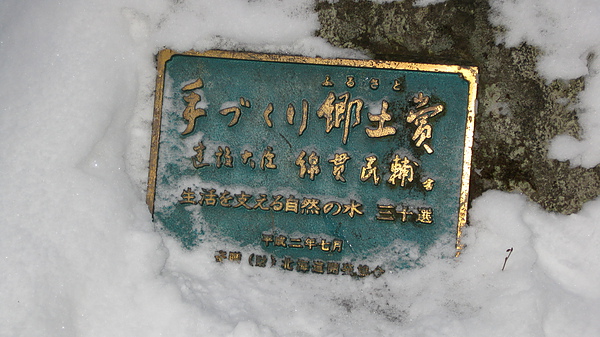 ふるさと
手づくり郷土賞
建設大臣 綿貫民輔 書
生活を支える自然の水 三十選
平成二年七月
寄贈 (財)北海道開発協会